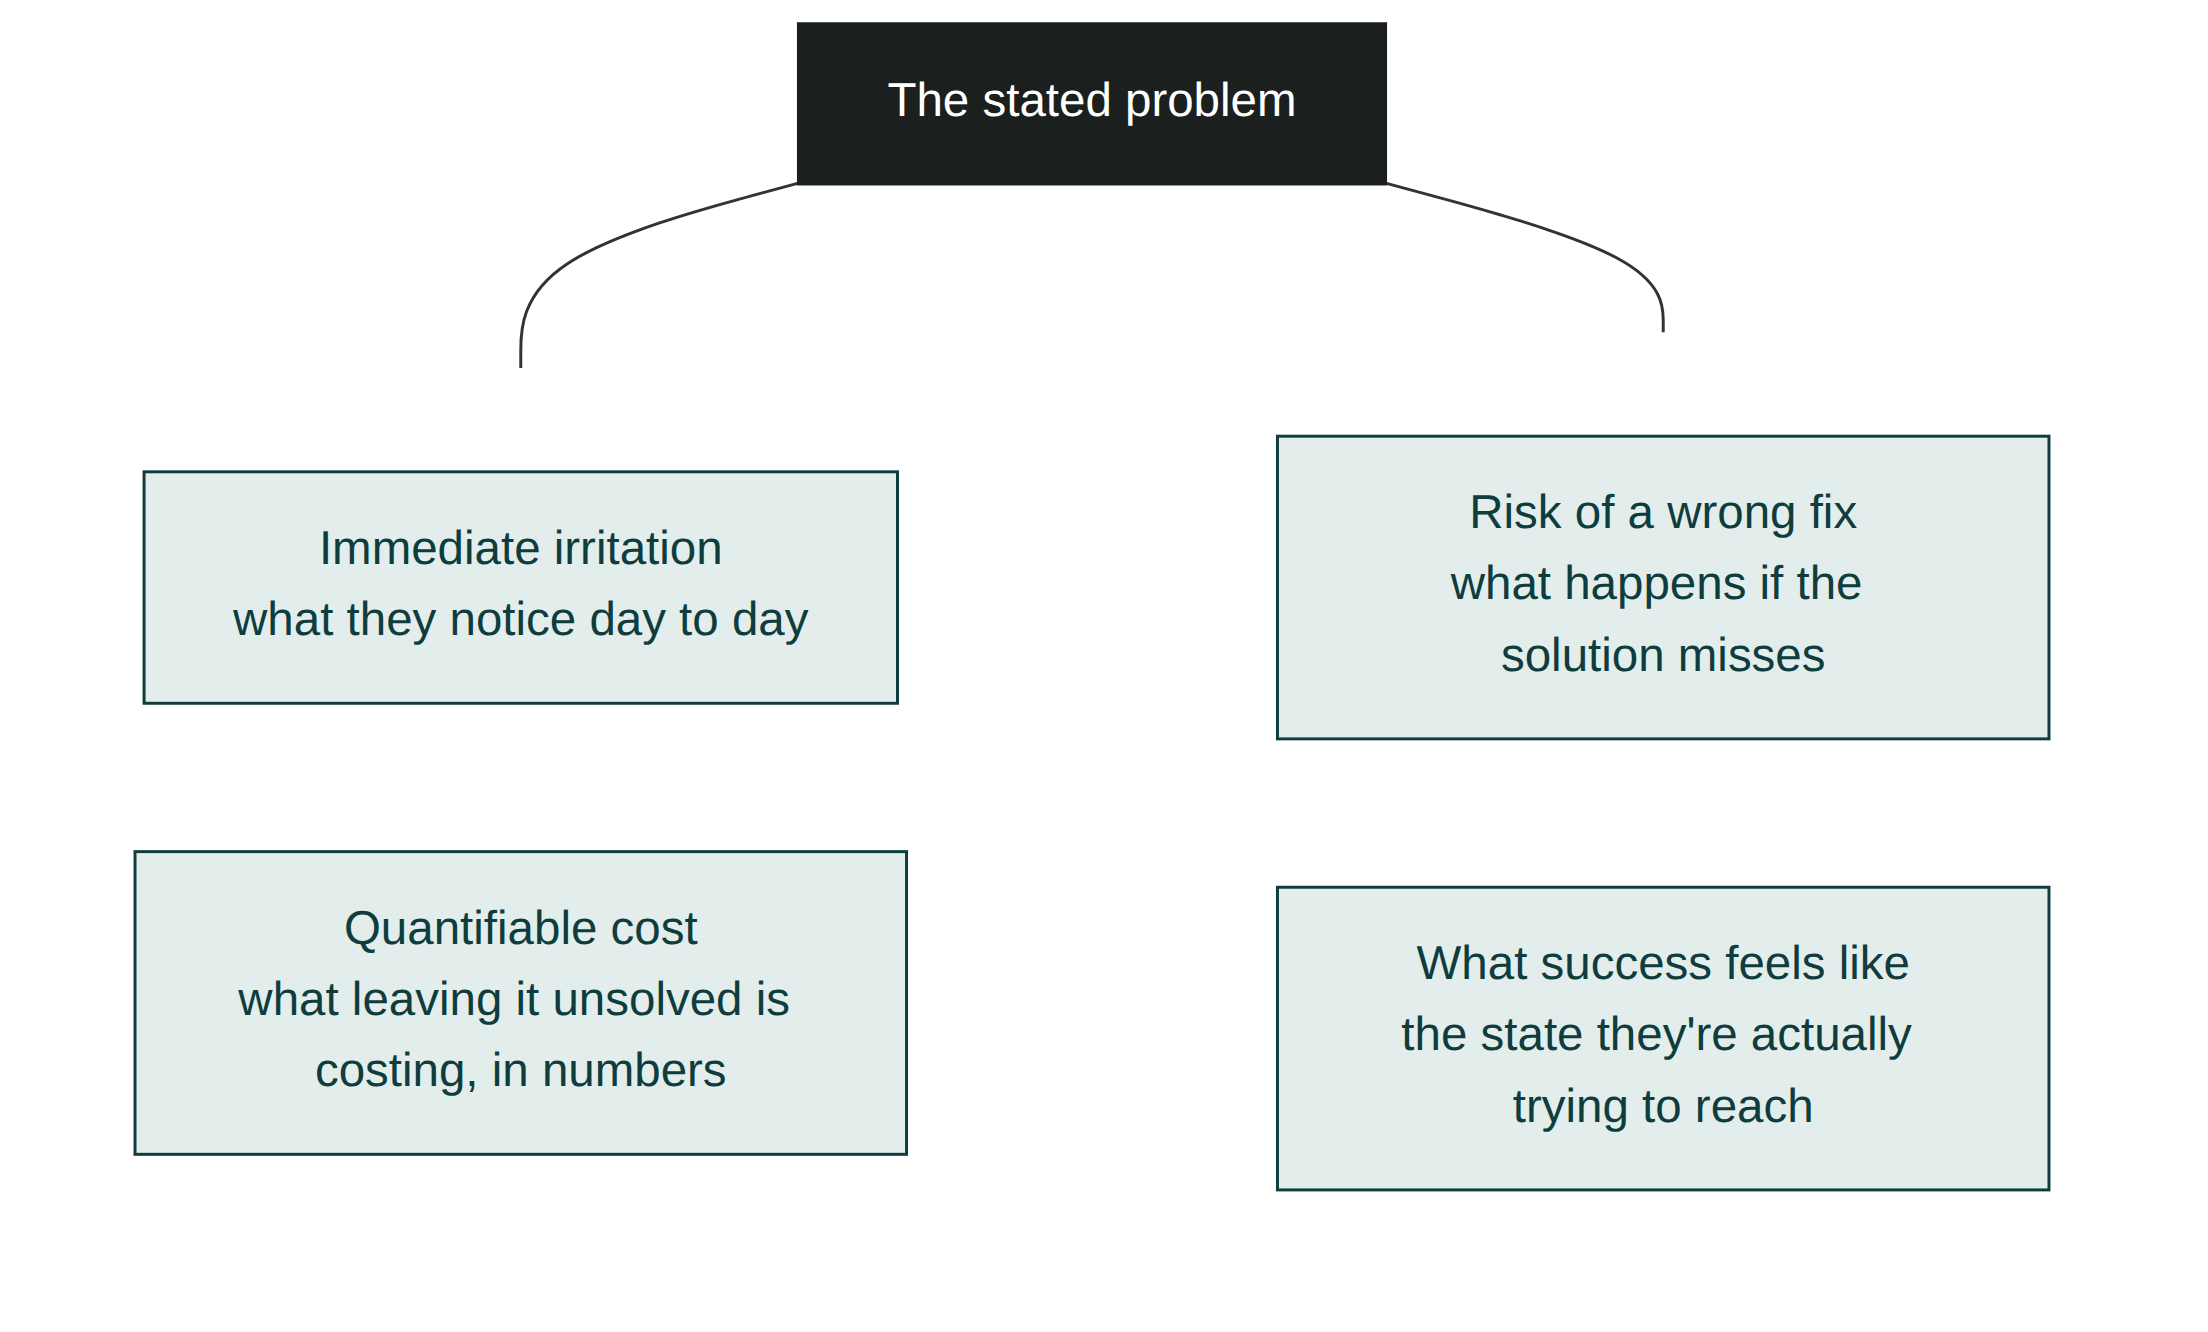 The stated problem
Immediate irritation
what they notice day to day
Risk of a wrong fix
what happens if the
solution misses
Quantifiable cost
what leaving it unsolved is
costing, in numbers
What success feels like
the state they're actually
trying to reach